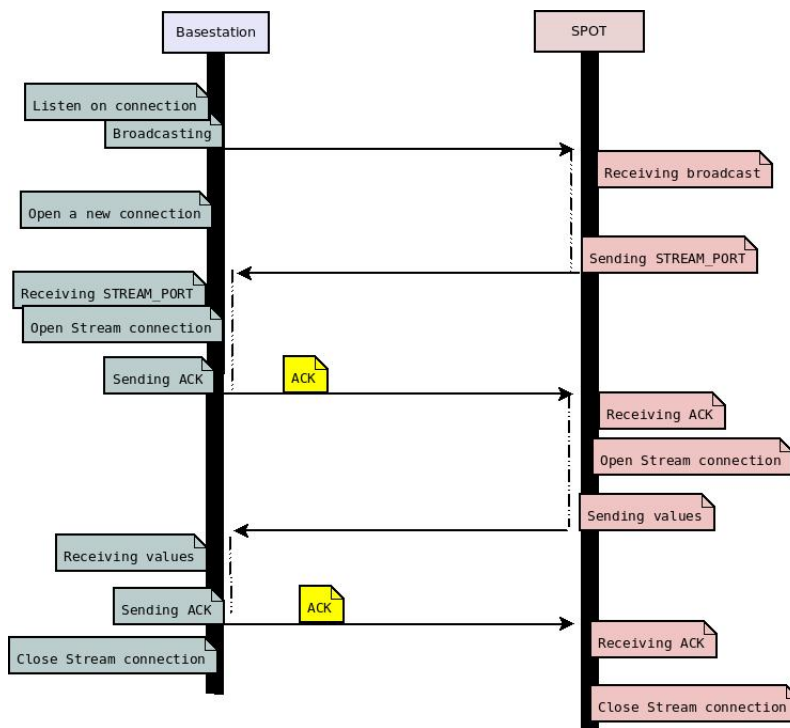 Basestation
SPOT
Listen on connection
Broadcasting
Receiving broadcast
Open a new connection
Sending STREAM_PORT
Receiving STREAM_PORT
Open Stream connection
Sending ACK
ACK
Receiving ACK
Open Stream connection
Sending values
Receiving values
Sending ACK
ACK
Receiving ACK
Close Stream connection
Close Stream connection